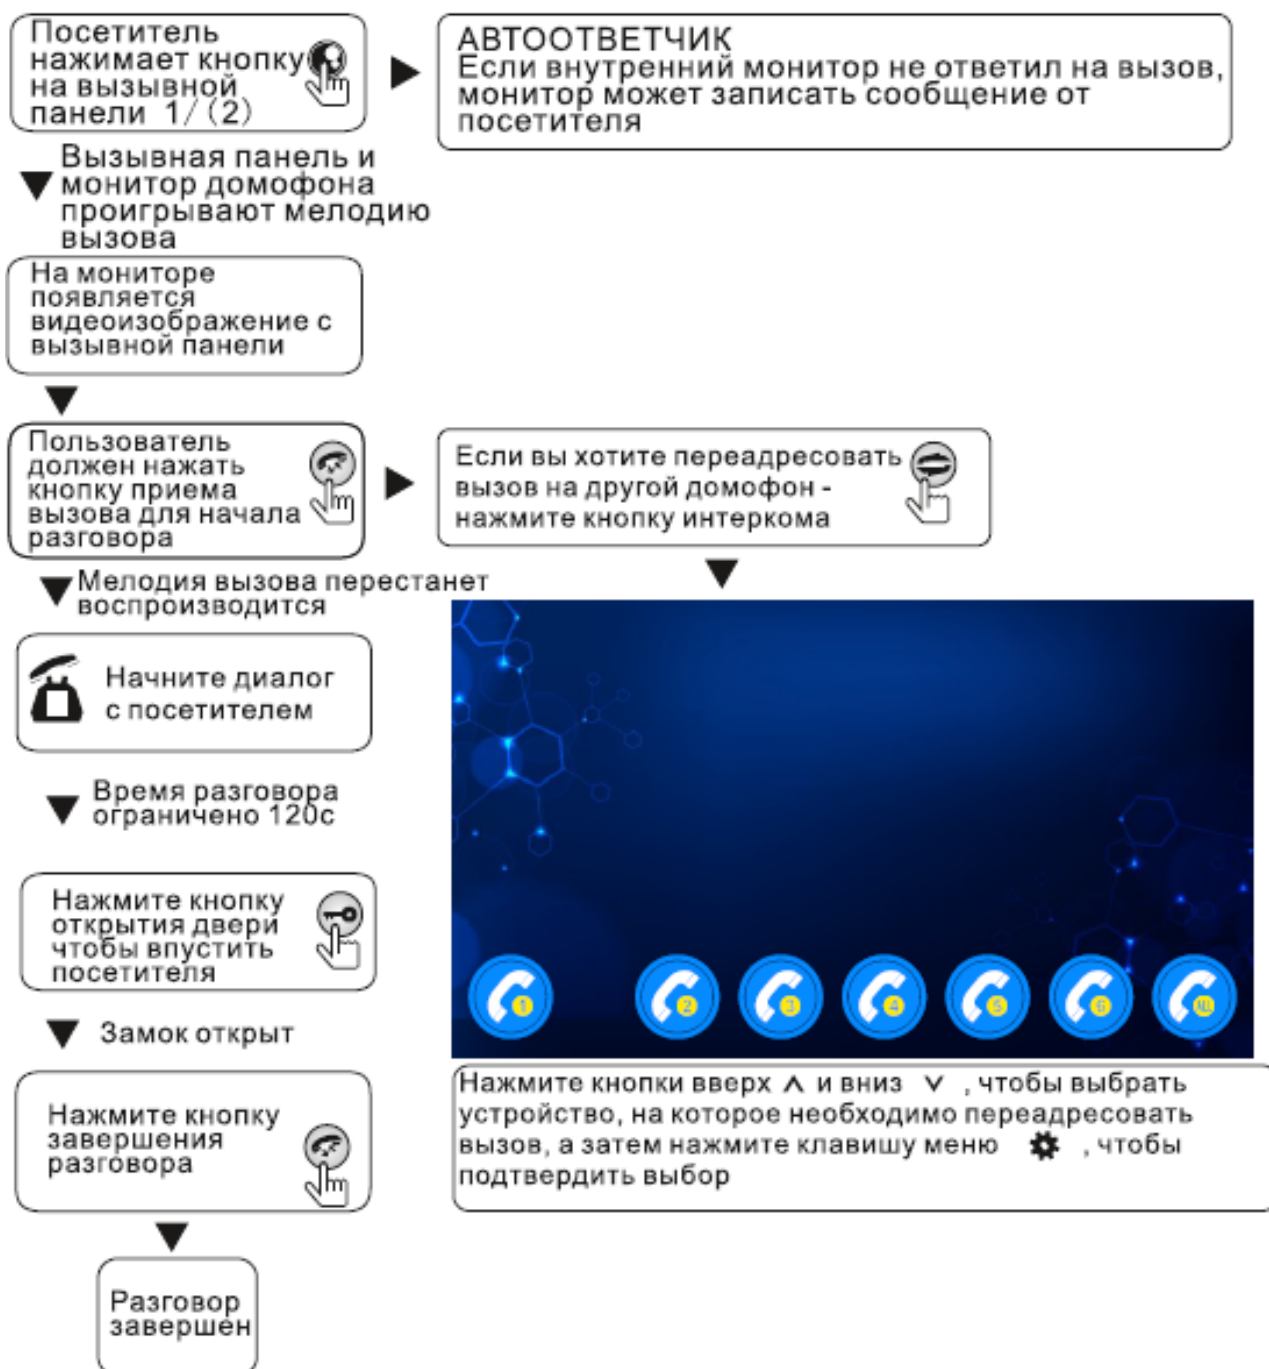 Посетитель
нажимает кнопку
на вызывной
панели 1/(2)
АВТООТВЕТЧИК
Если внутренний монитор не ответил на вызов,
монитор может записать сообщение от
посетителя
Вызывная панель и
монитор домофона
проигрывают мелодию
вызова
На мониторе
появляется
видеоизображение с
вызывной панели
Пользователь
должен нажать
кнопку приема
вызова для начала
разговора
Если вы хотите переадресовать
вызов на другой домофон -
нажмите кнопку интеркома
Мелодия вызова перестанет
воспроизводится
Начните диалог
с посетителем
Время разговора
ограничено 120с
Нажмите кнопку
открытия двери
чтобы впустить
посетителя
Замок открыт
1 2 3 4 5 6 ALL
Нажмите кнопки вверх ∧ и вниз ∨ , чтобы выбрать
устройство, на которое необходимо переадресовать
вызов, а затем нажмите клавишу меню , чтобы
подтвердить выбор
Нажмите кнопку
завершения
разговора
Разговор
завершен